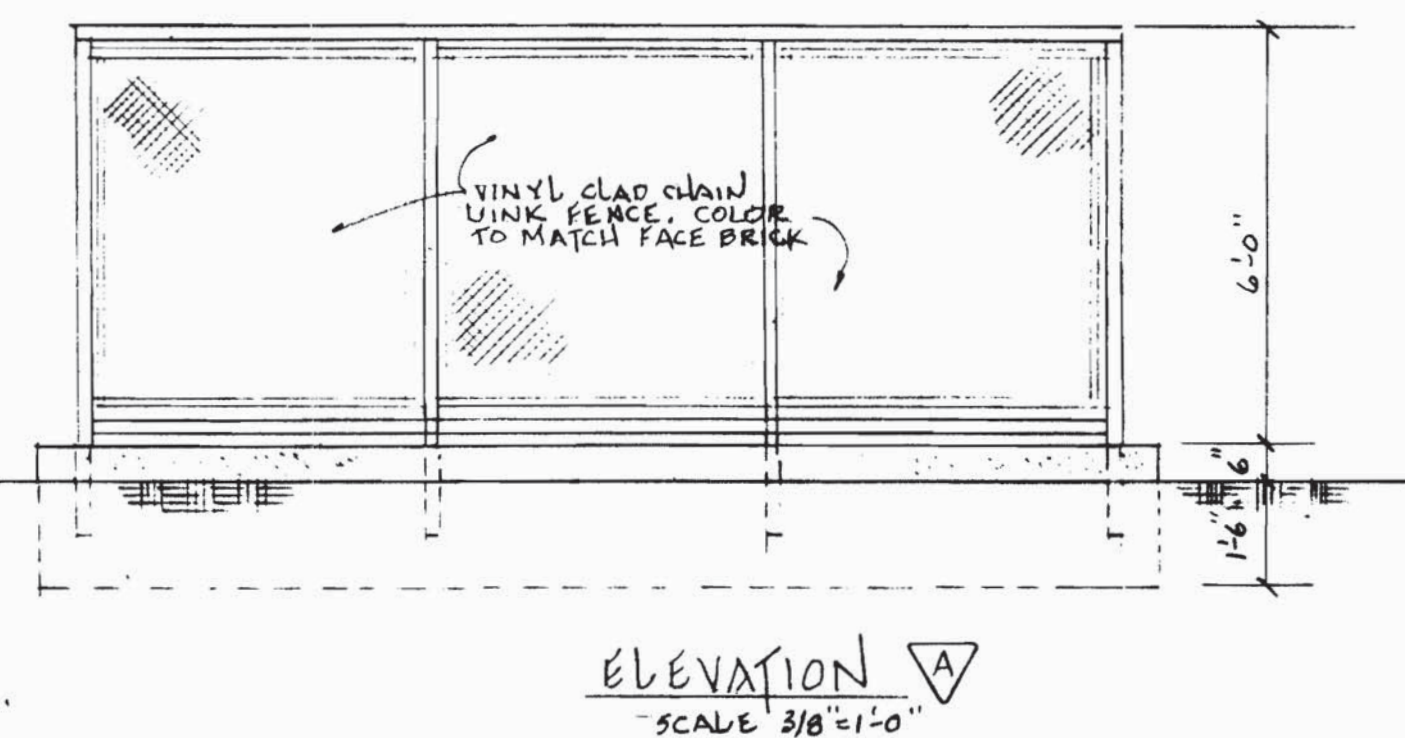 VINYL CLAD CHAIN
LINK FENCE. COLOR
TO MATCH FACE BRICK
6'-0"
6"
1'-6"
ELEVATION A
SCALE 3/8"=1'-0"